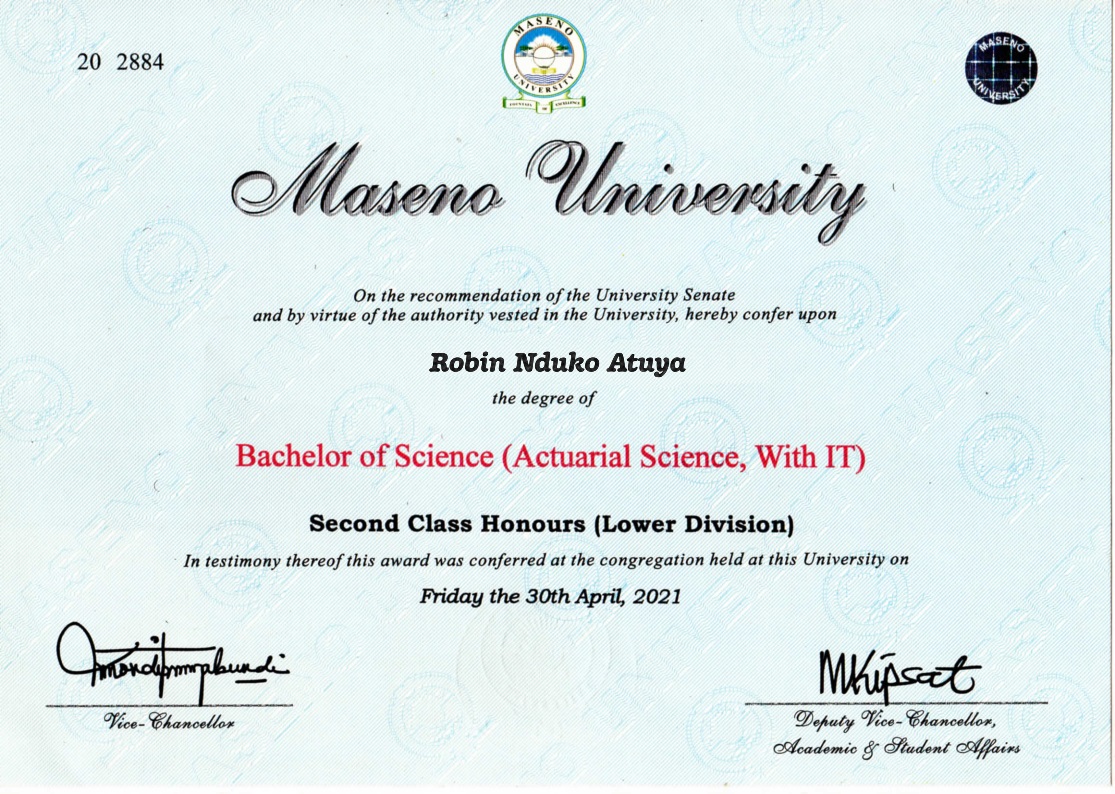 20 2884
MASENO
UNIVERSITY
FOUNTAIN OF EXCELLENCE
MASENO
UNIVERSITY
Maseno University
On the recommendation of the University Senate
and by virtue of the authority vested in the University, hereby confer upon
Robin Nduko Atuya
the degree of
Bachelor of Science (Actuarial Science, With IT)
Second Class Honours (Lower Division)
In testimony thereof this award was conferred at the congregation held at this University on
Friday the 30th April, 2021
MKipsat
Vice-Chancellor
Deputy Vice-Chancellor,
Academic & Student Affairs